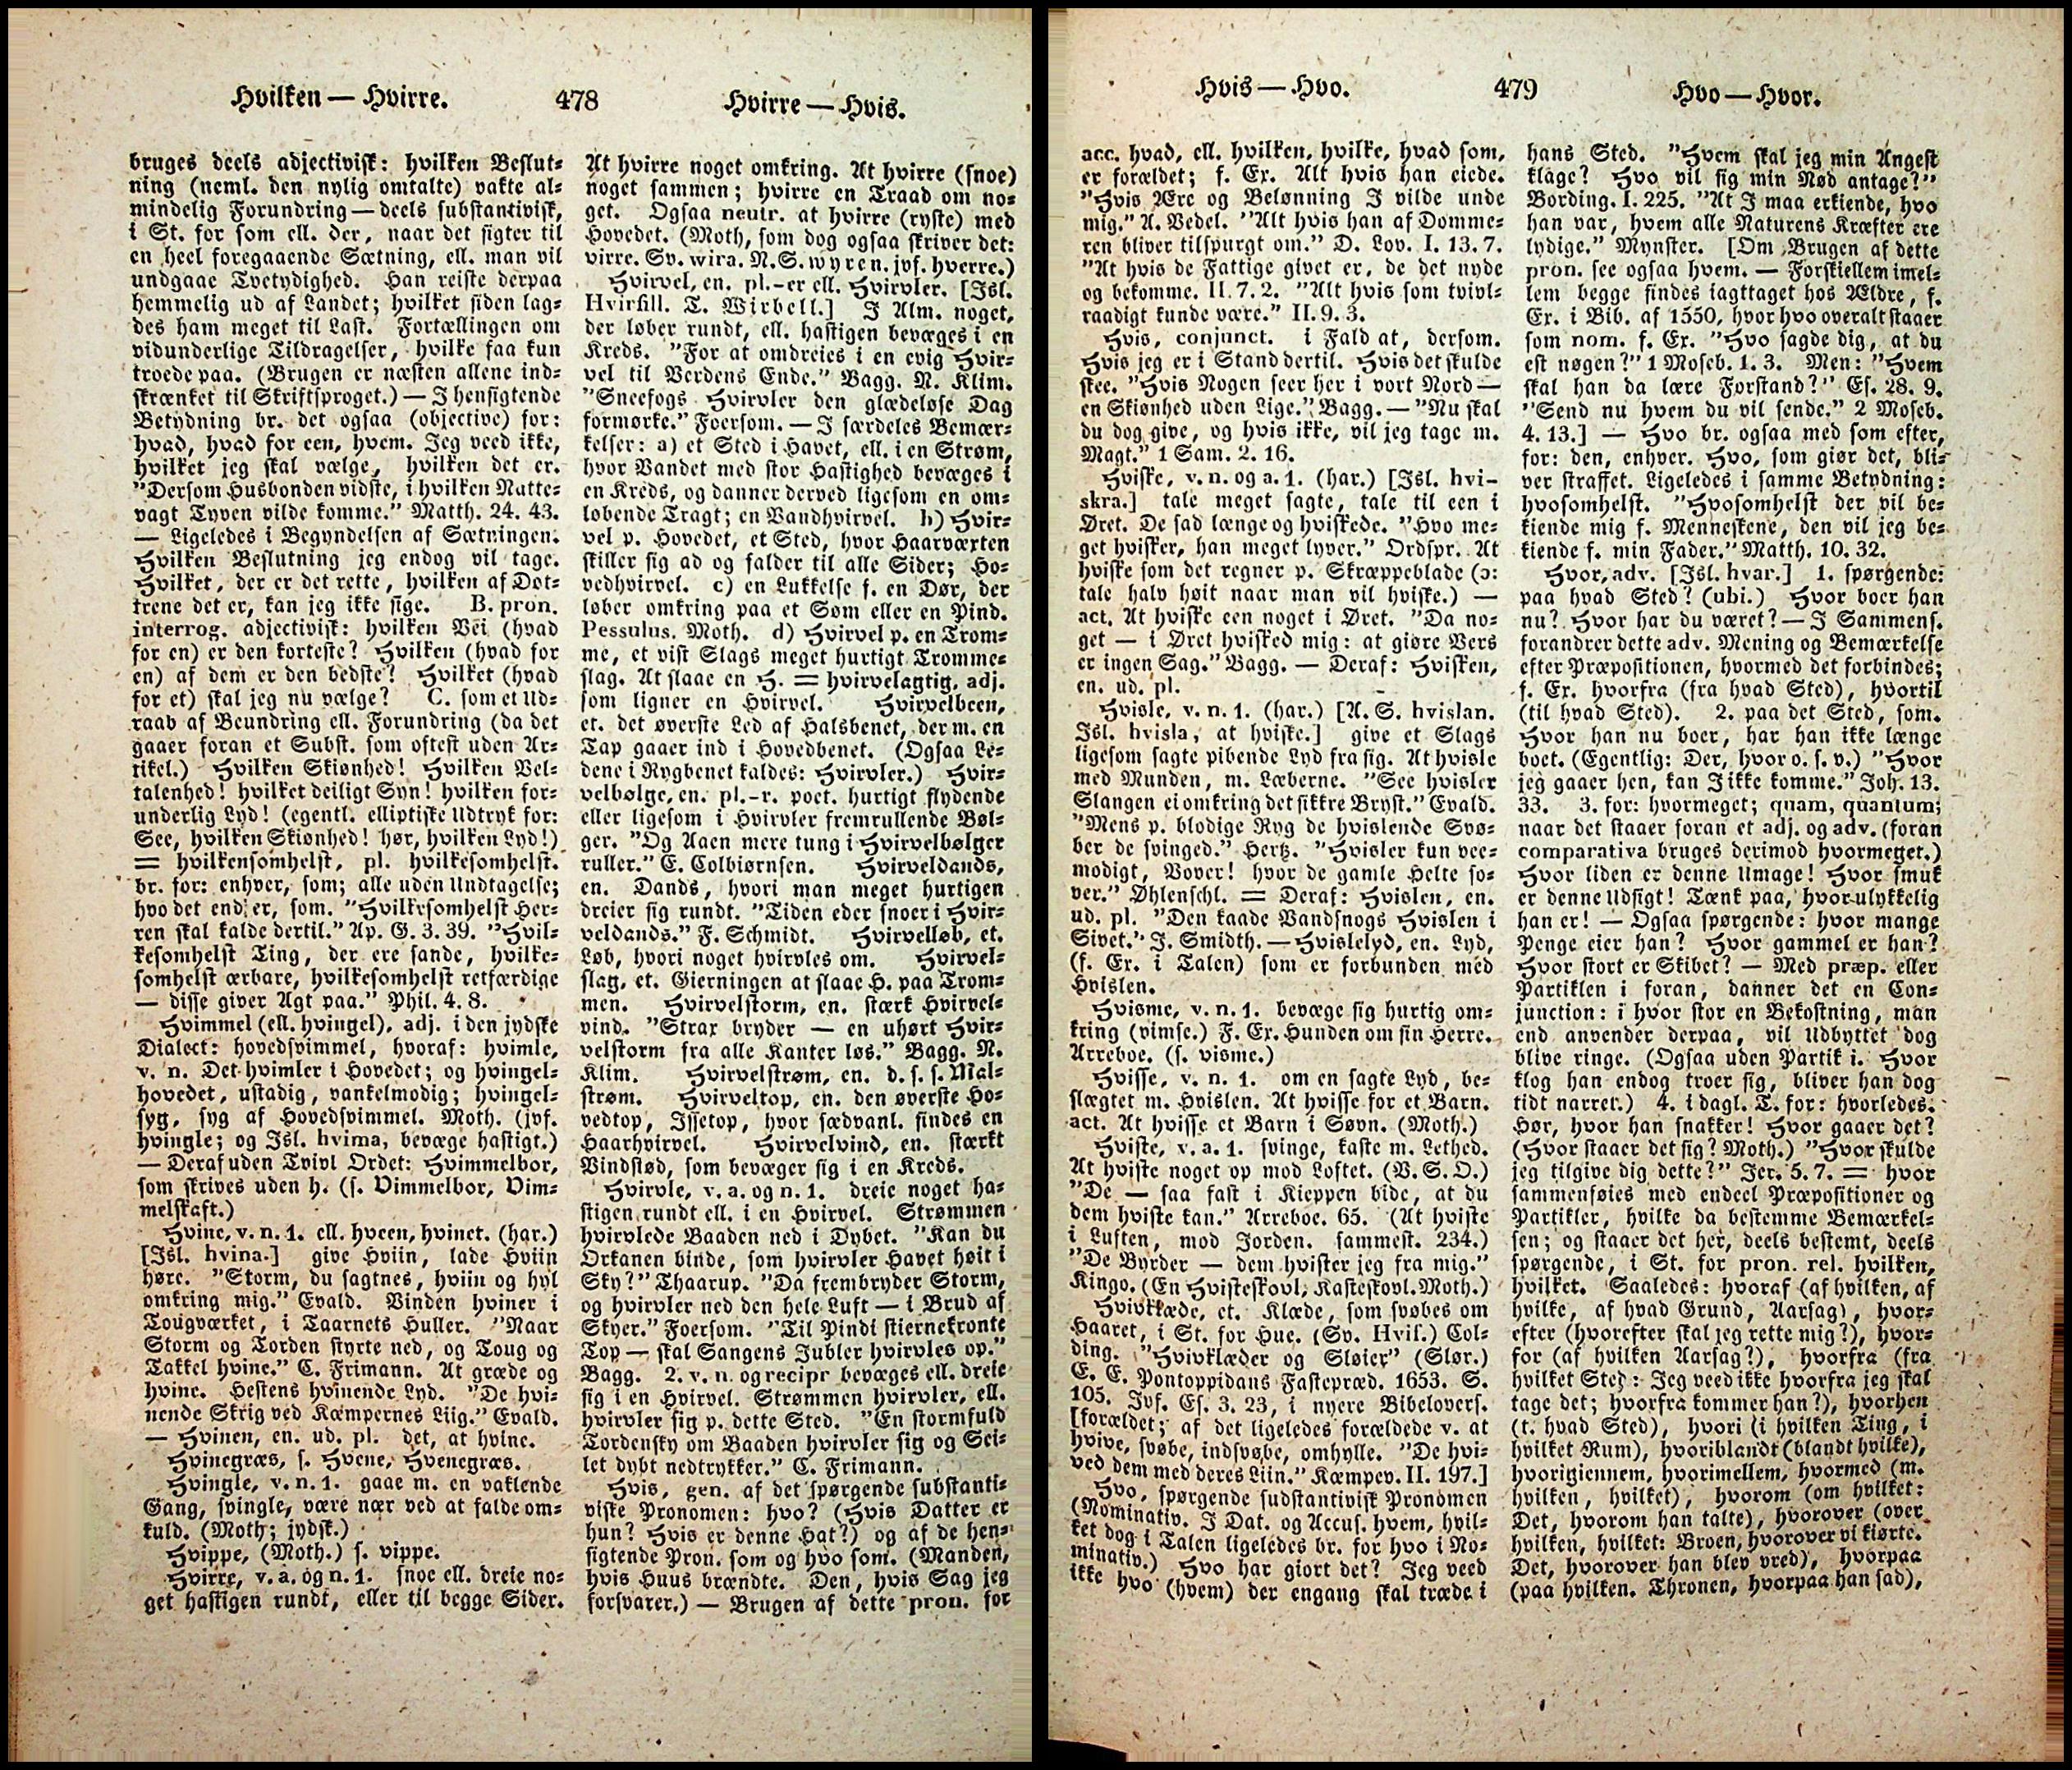 Hvilken — Hvirre.
478
Hvirre — Hvis.
bruges deels adjectivisk: hvilken Beslut-
ning (neml. den nylig omtalte) vakte al-
mindelig Forundring — deels substantivisk,
i St. for som ell. der, naar det sigter til
en heel foregaaende Sætning, ell. man vil
undgaae Tvetydighed. Han reiste derpaa
hemmelig ud af Landet; hvilket siden lag-
des ham meget til Last. Fortællingen om
vidunderlige Tildragelser, hvilke faa kun
troede paa. (Brugen er næsten allene ind-
skrænket til Skriftsproget.) — I hensigtende
Betydning br. det ogsaa (objective) for:
hvad, hvad for een, hvem. Jeg veed ikke,
hvilket jeg skal vælge, hvilken det er.
"Dersom Husbonden vidste, i hvilken Natte-
vagt Tyven vilde komme." Matth. 24. 43.
— Ligeledes i Begyndelsen af Sætningen.
Hvilken Beslutning jeg endog vil tage.
Hvilket, der er det rette, hvilken af Døt-
trene det er, kan jeg ikke sige. B. pron.
interrog. adjectivisk: hvilken Vei (hvad
for en) er den korteste? Hvilken (hvad for
en) af dem er den bedste? Hvilket (hvad
for et) skal jeg nu vælge? C. som et Ud-
raab af Beundring ell. Forundring (da det
gaaer foran et Subst. som oftest uden Ar-
tikel.) Hvilken Skiønhed! Hvilken Vel-
talenhed! hvilket deiligt Syn! hvilken for-
underlig Lyd! (egentl. elliptiske Udtryk for:
See, hvilken Skiønhed! hør, hvilken Lyd!)
= hvilkensomhelst, pl. hvilkesomhelst.
br. for: enhver, som; alle uden Undtagelse;
hvo det end er, som. "Hvilkesomhelst Her-
ren skal kalde dertil." Ap. G. 3. 39. "Hvil-
kesomhelst Ting, der ere sande, hvilke-
somhelst ærbare, hvilkesomhelst retfærdige
— disse giver Agt paa." Phil. 4. 8.
Hvimmel (ell. hvingel), adj. i den jydske
Dialect: hovedsvimmel, hvoraf: hvimle,
v. n. Det hvimler i Hovedet; og hvingel-
hovedet, ustadig, vankelmodig; hvingel-
syg, syg af Hovedsvimmel. Moth. (jvf.
hvingle; og Isl. hvima, bevæge hastigt.)
— Deraf uden Tvivl Ordet: Hvimmelbor,
som skrives uden h. (s. Vimmelbor, Vim-
melskaft.)
Hvine, v. n. 1. ell. hveen, hvinet. (har.)
[Isl. hvina.] give Hviin, lade Hviin
høre. "Storm, du sagtnes, hviin og hyl
omkring mig." Evald. Vinden hviner i
Tougværket, i Taarnets Huller. "Naar
Storm og Torden styrte ned, og Toug og
Takkel hvine." C. Frimann. At græde og
hvine. Hestens hvinende Lyd. "De hvi-
nende Skrig ved Kæmpernes Liig." Evald.
— Hvinen, en. ud. pl. det, at hvine.
Hvinegræs, s. Hvene, Hvenegræs.
Hvingle, v. n. 1. gaae m. en vaklende
Gang, svingle, være nær ved at falde om-
kuld. (Moth; jydsk.)
Hvippe, (Moth.) s. vippe.
Hvirre, v. a. og n. 1. snoe ell. dreie no-
get hastigen rundt, eller til begge Sider.
At hvirre noget omkring. At hvirre (snoe)
noget sammen; hvirre en Traad om no-
get. Ogsaa neutr. at hvirre (ryste) med
Hovedet. (Moth, som dog ogsaa skriver det:
virre. Sv. wira. N. S. wyren. jvf. hverre.)
Hvirvel, en. pl. -er ell. Hvirvler. [Isl.
Hvirfill. T. Wirbell.] I Alm. noget,
der løber rundt, ell. hastigen bevæges i en
Kreds. "For at omdreies i en evig Hvir-
vel til Verdens Ende." Bagg. N. Klim.
"Sneefogs Hvirvler den glædeløse Dag
formørke." Foersom. — I særdeles Bemær-
kelser: a) et Sted i Havet, ell. i en Strøm,
hvor Vandet med stor Hastighed bevæges i
en Kreds, og danner derved ligesom en om-
løbende Tragt; en Vandhvirvel. b) Hvir-
vel p. Hovedet, et Sted, hvor Haarværten
skiller sig ad og falder til alle Sider; Ho-
vedhvirvel. c) en Lukkelse f. en Dør, der
løber omkring paa et Søm eller en Pind.
Pessulus. Moth. d) Hvirvel p. en Trom-
me, et vist Slags meget hurtigt Tromme-
slag. At slaae en H. = hvirvelagtig, adj.
som ligner en Hvirvel. Hvirvelbeen,
et. det øverste Led af Halsbenet, der m. en
Tap gaaer ind i Hovedbenet. (Ogsaa Le-
dene i Rygbenet kaldes: Hvirvler.) Hvir-
velbølge, en. pl. -r. poet. hurtigt flydende
eller ligesom i Hvirvler fremrullende Bøl-
ger. "Og Aaen mere tung i Hvirvelbølger
ruller." E. Colbiørnsen. Hvirveldands,
en. Dands, hvori man meget hurtigen
dreier sig rundt. "Tiden eder snoer i Hvir-
veldands." F. Schmidt. Hvirvelløb, et.
Løb, hvori noget hvirvles om. Hvirvel-
slag, et. Gierningen at slaae H. paa Trom-
men. Hvirvelstorm, en. stærk Hvirvel-
vind. "Strax bryder — en uhørt Hvir-
velstorm fra alle Kanter løs." Bagg. N.
Klim. Hvirvelstrøm, en. d. s. s. Mal-
strøm. Hvirveltop, en. den øverste Ho-
vedtop, Issetop, hvor sædvanl. findes en
Haarhvirvel. Hvirvelvind, en. stærkt
Vindstød, som bevæger sig i en Kreds.
Hvirvle, v. a. og n. 1. dreie noget ha-
stigen rundt ell. i en Hvirvel. Strømmen
hvirvlede Baaden ned i Dybet. "Kan du
Orkanen binde, som hvirvler Havet høit i
Sky?" Thaarup. "Da frembryder Storm,
og hvirvler ned den hele Luft — i Brud af
Skyer." Foersom. "Til Pindi stiernekronte
Top — skal Sangens Jubler hvirvles op."
Bagg. 2. v. n. og recipr bevæges ell. dreie
sig i en Hvirvel. Strømmen hvirvler, ell.
hvirvler sig p. dette Sted. "En stormfuld
Tordensky om Baaden hvirvler sig og Sei-
let dybt nedtrykker." C. Frimann.
Hvis, gen. af det spørgende substanti-
viske Pronomen: hvo? (Hvis Datter er
hun? Hvis er denne Hat?) og af de hen-
sigtende Pron. som og hvo som. (Manden,
hvis Huus brændte. Den, hvis Sag jeg
forsvarer.) — Brugen af dette pron. for
Hvis — Hvo.
479
Hvo — Hvor.
acc. hvad, ell. hvilken, hvilke, hvad som,
er forældet; f. Ex. Alt hvis han eiede.
"Hvis Ære og Belønning I vilde unde
mig." A. Vedel. "Alt hvis han af Domme-
ren bliver tilspurgt om." D. Lov. I. 13. 7.
"At hvis de Fattige givet er, de det nyde
og bekomme. II. 7. 2. "Alt hvis som tvivl-
raadigt kunde være." II. 9. 3.
Hvis, conjunct. i Fald at, dersom.
Hvis jeg er i Stand dertil. Hvis det skulde
skee. "Hvis Nogen seer her i vort Nord —
en Skiønhed uden Lige." Bagg. — "Nu skal
du dog give, og hvis ikke, vil jeg tage m.
Magt." 1 Sam. 2. 16.
Hviske, v. n. og a. 1. (har.) [Isl. hvi-
skra.] tale meget sagte, tale til een i
Øret. De sad længe og hviskede. "Hvo me-
get hvisker, han meget lyver." Ordspr. At
hviske som det regner p. Skræppeblade (ɔ:
tale halv høit naar man vil hviske.) —
act. At hviske een noget i Øret. "Da no-
get — i Øret hvisked mig: at giøre Vers
er ingen Sag." Bagg. — Deraf: Hvisken,
en. ud. pl.
Hvisle, v. n. 1. (har.) [A. S. hvislan.
Isl. hvisla, at hviske.] give et Slags
ligesom sagte pibende Lyd fra sig. At hvisle
med Munden, m. Læberne. "See hvisler
Slangen ei omkring det sikkre Bryst." Evald.
"Mens p. blodige Ryg de hvislende Svø-
ber de svinged." Hertz. "Hvisler kun vee-
modigt, Vover! hvor de gamle Helte so-
ver." Øhlenschl. = Deraf: Hvislen, en.
ud. pl. "Den kaade Vandsnogs Hvislen i
Sivet." J. Smidth. — Hvislelyd, en. Lyd,
(f. Ex. i Talen) som er forbunden med
Hvislen.
Hvisme, v. n. 1. bevæge sig hurtig om-
kring (vimse.) F. Ex. Hunden om sin Herre.
Arreboe. (s. visme.)
Hvisse, v. n. 1. om en sagte Lyd, be-
slægtet m. Hvislen. At hvisse for et Barn.
act. At hvisse et Barn i Søvn. (Moth.)
Hviste, v. a. 1. svinge, kaste m. Lethed.
At hviste noget op mod Loftet. (V. S. O.)
"De — saa fast i Kieppen bide, at du
dem hviste kan." Arreboe. 65. (At hviste
i Luften, mod Jorden. sammest. 234.)
"De Byrder — dem hvister jeg fra mig."
Kingo. (En Hvisteskovl, Kasteskovl. Moth.)
Hvivklæde, et. Klæde, som svøbes om
Haaret, i St. for Hue. (Sv. Hvif.) Col-
ding. "Hvivklæder og Sløier" (Slør.)
E. E. Pontoppidans Fastepræd. 1653. S.
105. Jvf. Es. 3. 23, i nyere Bibelovers.
[forældet; af det ligeledes forældede v. at
hvive, svøbe, indsvøbe, omhylle. "De hvi-
ved dem med deres Liin." Kæmpev. II. 197.]
Hvo, spørgende sudstantivisk Pronomen
(Nominativ. I Dat. og Accus. hvem, hvil-
ket dog i Talen ligeledes br. for hvo i No-
minativ.) Hvo har giort det? Jeg veed
ikke hvo (hvem) der engang skal træde i
hans Sted. "Hvem skal jeg min Angest
klage? Hvo vil sig min Nød antage?"
Bording. I. 225. "At I maa erkiende, hvo
han var, hvem alle Naturens Kræfter ere
lydige." Mynster. [Om Brugen af dette
pron. see ogsaa hvem. — Forskiellem imel-
lem begge findes iagttaget hos Ældre, f.
Ex. i Bib. af 1550, hvor hvo overalt staaer
som nom. f. Ex. "Hvo sagde dig, at du
est nøgen?" 1 Moseb. 1. 3. Men: "Hvem
skal han da lære Forstand?" Es. 28. 9.
"Send nu hvem du vil sende." 2 Moseb.
4. 13.] — Hvo br. ogsaa med som efter,
for: den, enhver. Hvo, som giør det, bli-
ver straffet. Ligeledes i samme Betydning:
hvosomhelst. "Hvosomhelst der vil be-
kiende mig f. Menneskene, den vil jeg be-
kiende f. min Fader." Matth. 10. 32.
Hvor, adv. [Isl. hvar.] 1. spørgende:
paa hvad Sted? (ubi.) Hvor boer han
nu? Hvor har du været? — I Sammens.
forandrer dette adv. Mening og Bemærkelse
efter Præpositionen, hvormed det forbindes;
f. Ex. hvorfra (fra hvad Sted), hvortil
(til hvad Sted). 2. paa det Sted, som.
Hvor han nu boer, har han ikke længe
boet. (Egentlig: Der, hvor o. s. v.) "Hvor
jeg gaaer hen, kan I ikke komme." Joh. 13.
33. 3. for: hvormeget; quam, quantum;
naar det staaer foran et adj. og adv. (foran
comparativa bruges derimod hvormeget.)
Hvor liden er denne Umage! Hvor smuk
er denne Udsigt! Tænk paa, hvor ulykkelig
han er! — Ogsaa spørgende: hvor mange
Penge eier han? Hvor gammel er han?
Hvor stort er Skibet? — Med præp. eller
Partiklen i foran, danner det en Con-
junction: i hvor stor en Bekostning, man
end anvender derpaa, vil Udbyttet dog
blive ringe. (Ogsaa uden Partik i. Hvor
klog han endog troer sig, bliver han dog
tidt narret.) 4. i dagl. T. for: hvorledes.
Hør, hvor han snakker! Hvor gaaer det?
(Hvor staaer det sig? Moth.) "Hvor skulde
jeg tilgive dig dette?" Jer. 5. 7. = hvor
sammenføies med endeel Præpositioner og
Partikler, hvilke da bestemme Bemærkel-
sen; og staaer det her, deels bestemt, deels
spørgende, i St. for pron. rel. hvilken,
hvilket. Saaledes: hvoraf (af hvilken, af
hvilke, af hvad Grund, Aarsag), hvor-
efter (hvorefter skal jeg rette mig?), hvor-
for (af hvilken Aarsag?), hvorfra (fra
hvilket Sted: Jeg veed ikke hvorfra jeg skal
tage det; hvorfra kommer han?), hvorhen
(t. hvad Sted), hvori (i hvilken Ting, i
hvilket Rum), hvoriblandt (blandt hvilke),
hvorigiennem, hvorimellem, hvormed (m.
hvilken, hvilket), hvorom (om hvilket:
Det, hvorom han talte), hvorover (over
hvilken, hvilket: Broen, hvorover vi kiørte.
Det, hvorover han blev vred), hvorpaa
(paa hvilken. Thronen, hvorpaa han sad),